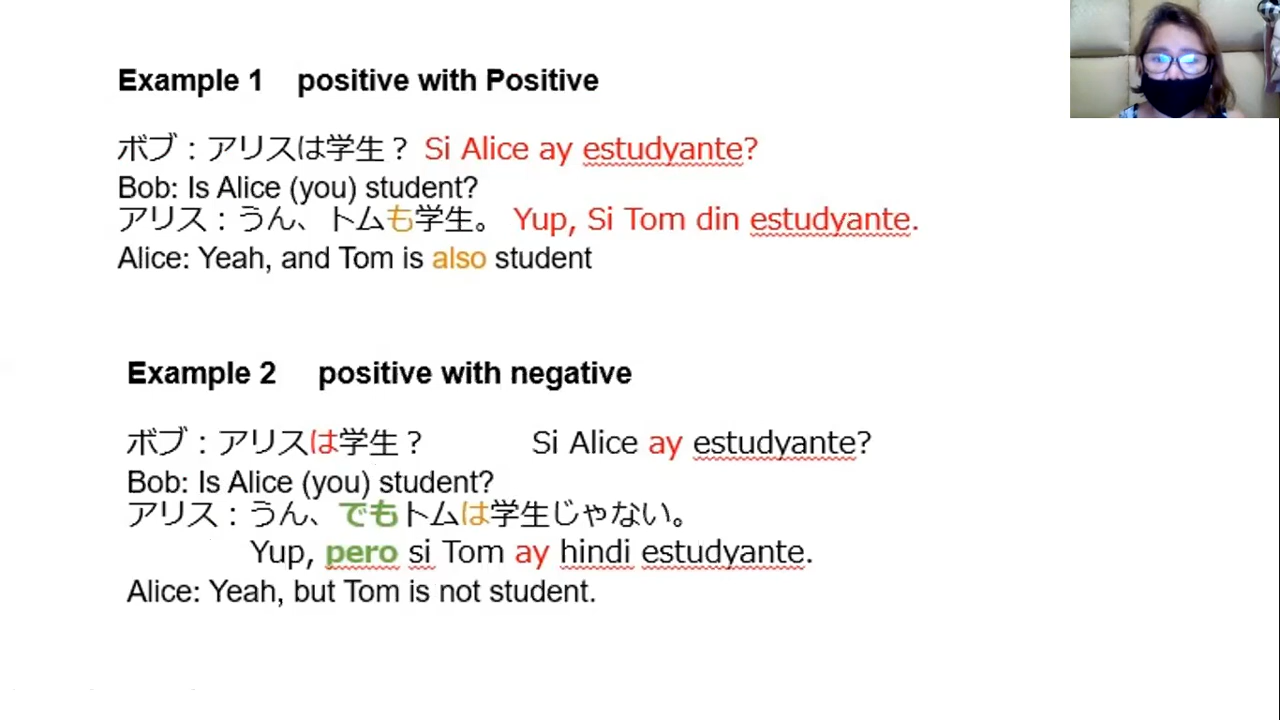 Example 1 positive with Positive
ボブ：アリスは学生？ Si Alice ay estudyante?
Bob: Is Alice (you) student?
アリス：うん、トムも学生。 Yup, Si Tom din estudyante.
Alice: Yeah, and Tom is also student
Example 2 positive with negative
ボブ：アリスは学生？ Si Alice ay estudyante?
Bob: Is Alice (you) student?
アリス：うん、でもトムは学生じゃない。
Yup, pero si Tom ay hindi estudyante.
Alice: Yeah, but Tom is not student.